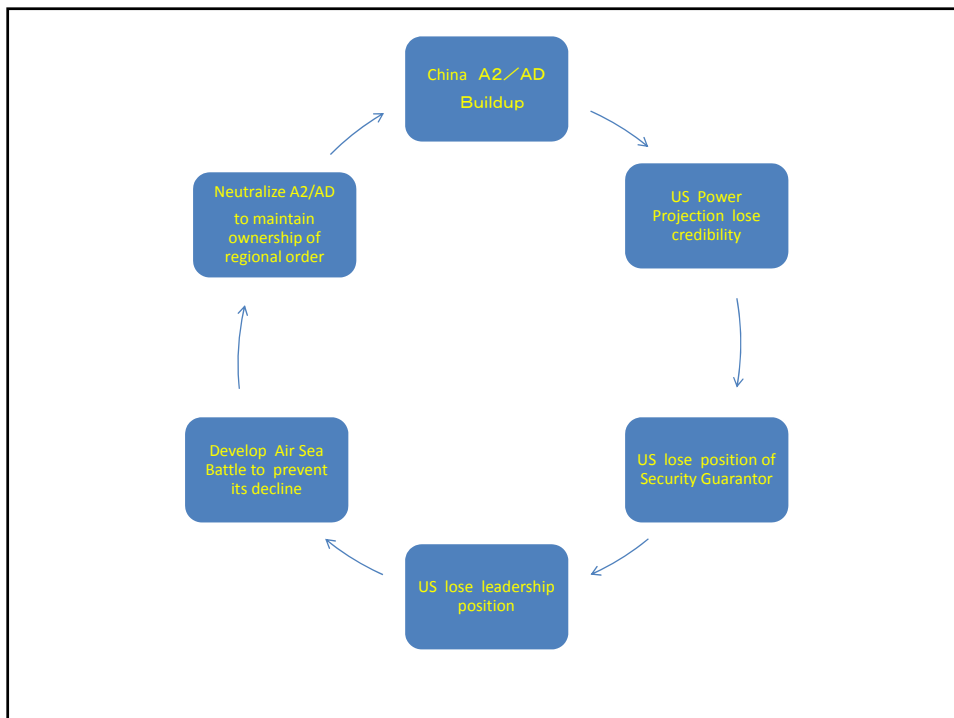 China A2／AD
Buildup
US Power
Projection lose
credibility
US lose position of
Security Guarantor
US lose leadership
position
Develop Air Sea
Battle to prevent
its decline
Neutralize A2/AD
to maintain
ownership of
regional order